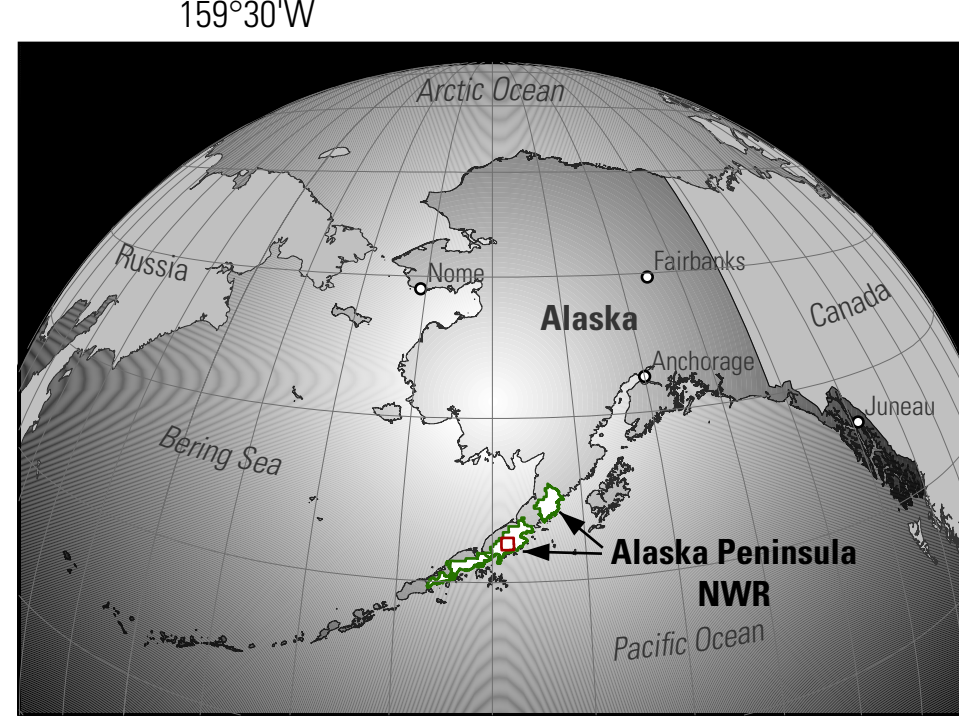 159°30'W
Arctic Ocean
Russia
Nome
Fairbanks
Alaska
Canada
Anchorage
Juneau
Bering Sea
Alaska Peninsula
NWR
Pacific Ocean